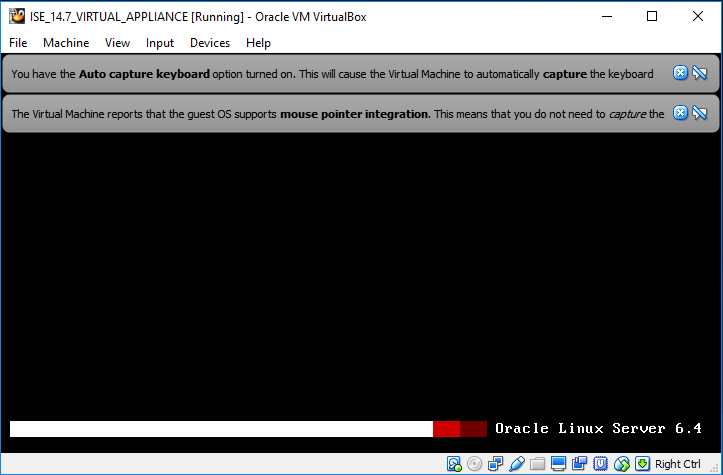 ISE_14.7_VIRTUAL_APPLIANCE [Running] - Oracle VM VirtualBox
File Machine View Input Devices Help
You have the Auto capture keyboard option turned on. This will cause the Virtual Machine to automatically capture the keyboard
The Virtual Machine reports that the guest OS supports mouse pointer integration. This means that you do not need to capture the
Oracle Linux Server 6.4
Right Ctrl